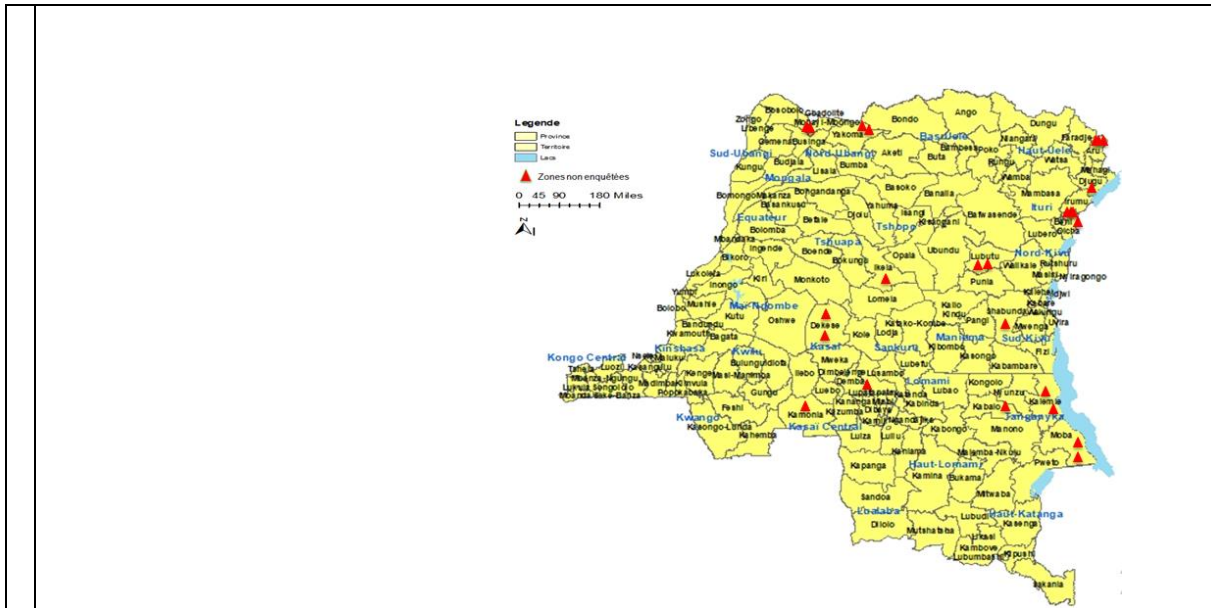 Legende
Province
Territoire
Lacs
Zones non enquêtées
0 45 90 180 Miles
N
Bosobolo
Gbadolite
Zongo
Libenge
Yakoma
Gemena
Businga
Bondo
Ango
Dungu
Niangara
Faradje
Aru
Sud-Ubangi
Nord-Ubangi
Bas-Uele
Haut-Uele
Bambesa
Poko
Rungu
Watsa
Wamba
Mahagi
Djugu
Budjala
Kungu
Lisala
Bumba
Aketi
Buta
Mongala
Bongandanga
Bomongo
Makanza
Basankusu
Basoko
Banalia
Mambasa
Irumu
Ituri
Equateur
Befale
Djolu
Yahuma
Isangi
Kisangani
Bafwasende
Beni
Oicha
Lubero
Bolomba
Tshopo
Mbandaka
Ingende
Tshuapa
Boende
Bokungu
Opala
Ubundu
Lubutu
Nord-Kivu
Rutshuru
Bikoro
Ikela
Walikale
Masisi
Nyiragongo
Lukolela
Kiri
Monkoto
Punia
Inongo
Yumbi
Mushie
Lomela
Kalehe
Idjwi
Kabare
Bolobo
Mai-Ndombe
Kutu
Oshwe
Dekese
Kole
Lodja
Katako-Kombe
Kailo
Kindu
Pangi
Shabunda
Walungu
Mwenga
Uvira
Bandundu
Kwamouth
Bagata
Kasai
Sankuru
Maniema
Sud-Kivu
Kibombo
Fizi
Kinshasa
Kwilu
Mweka
Kasongo
Kongo Central
Maluku
Bulungu
Idiofa
Ilebo
Dimbelenge
Lusambo
Lubefu
Kabambare
Tshela
Luozi
Kasangulu
Kenge
Masi-Manimba
Demba
Lomami
Kongolo
Mbanza-Ngungu
Madimba
Kimvula
Gungu
Luebo
Lubao
Nyunzu
Kalemie
Lukula
Songololo
Popokabaka
Kananga
Kabinda
Kabalo
Moanda
Feshi
Kamonia
Kazumba
Dibaya
Tanganyika
Kwango
Kasaï Central
Kabongo
Manono
Moba
Kasongo-Lunda
Kahemba
Luiza
Luilu
Kaniama
Malemba-Nkulu
Kapanga
Haut-Lomami
Pweto
Kamina
Bukama
Mitwaba
Sandoa
Lualaba
Lubudi
Haut-Katanga
Dilolo
Mutshatsha
Kasenga
Likasi
Kambove
Lubumbashi
Kipushi
Sakania